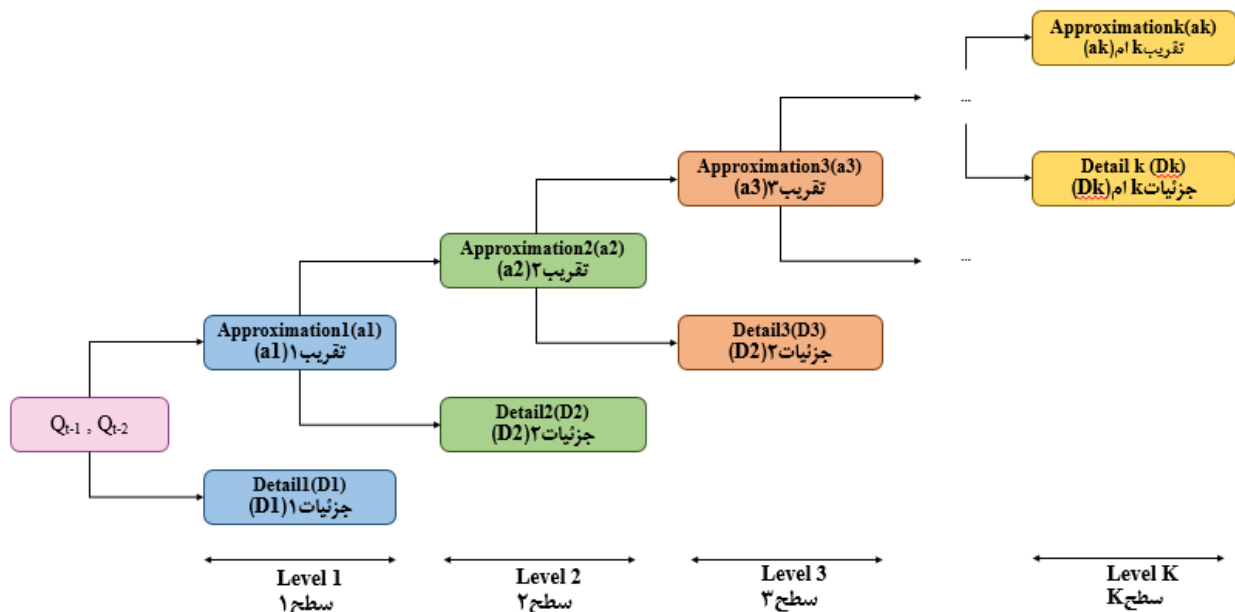 Approximationk(ak)
تقریبk ام(ak)
...
Approximation3(a3)
تقریب۳(a3)
Detail k (Dk)
جزئیاتk ام(Dk)
Approximation2(a2)
تقریب۲(a2)
...
Approximation1(a1)
تقریب۱(a1)
Detail3(D3)
جزئیات۲(D2)
Qt-1 , Qt-2
Detail2(D2)
جزئیات۲(D2)
Detail1(D1)
جزئیات۱(D1)
Level 1
سطح۱
Level 2
سطح۲
Level 3
سطح۳
Level K
سطحK